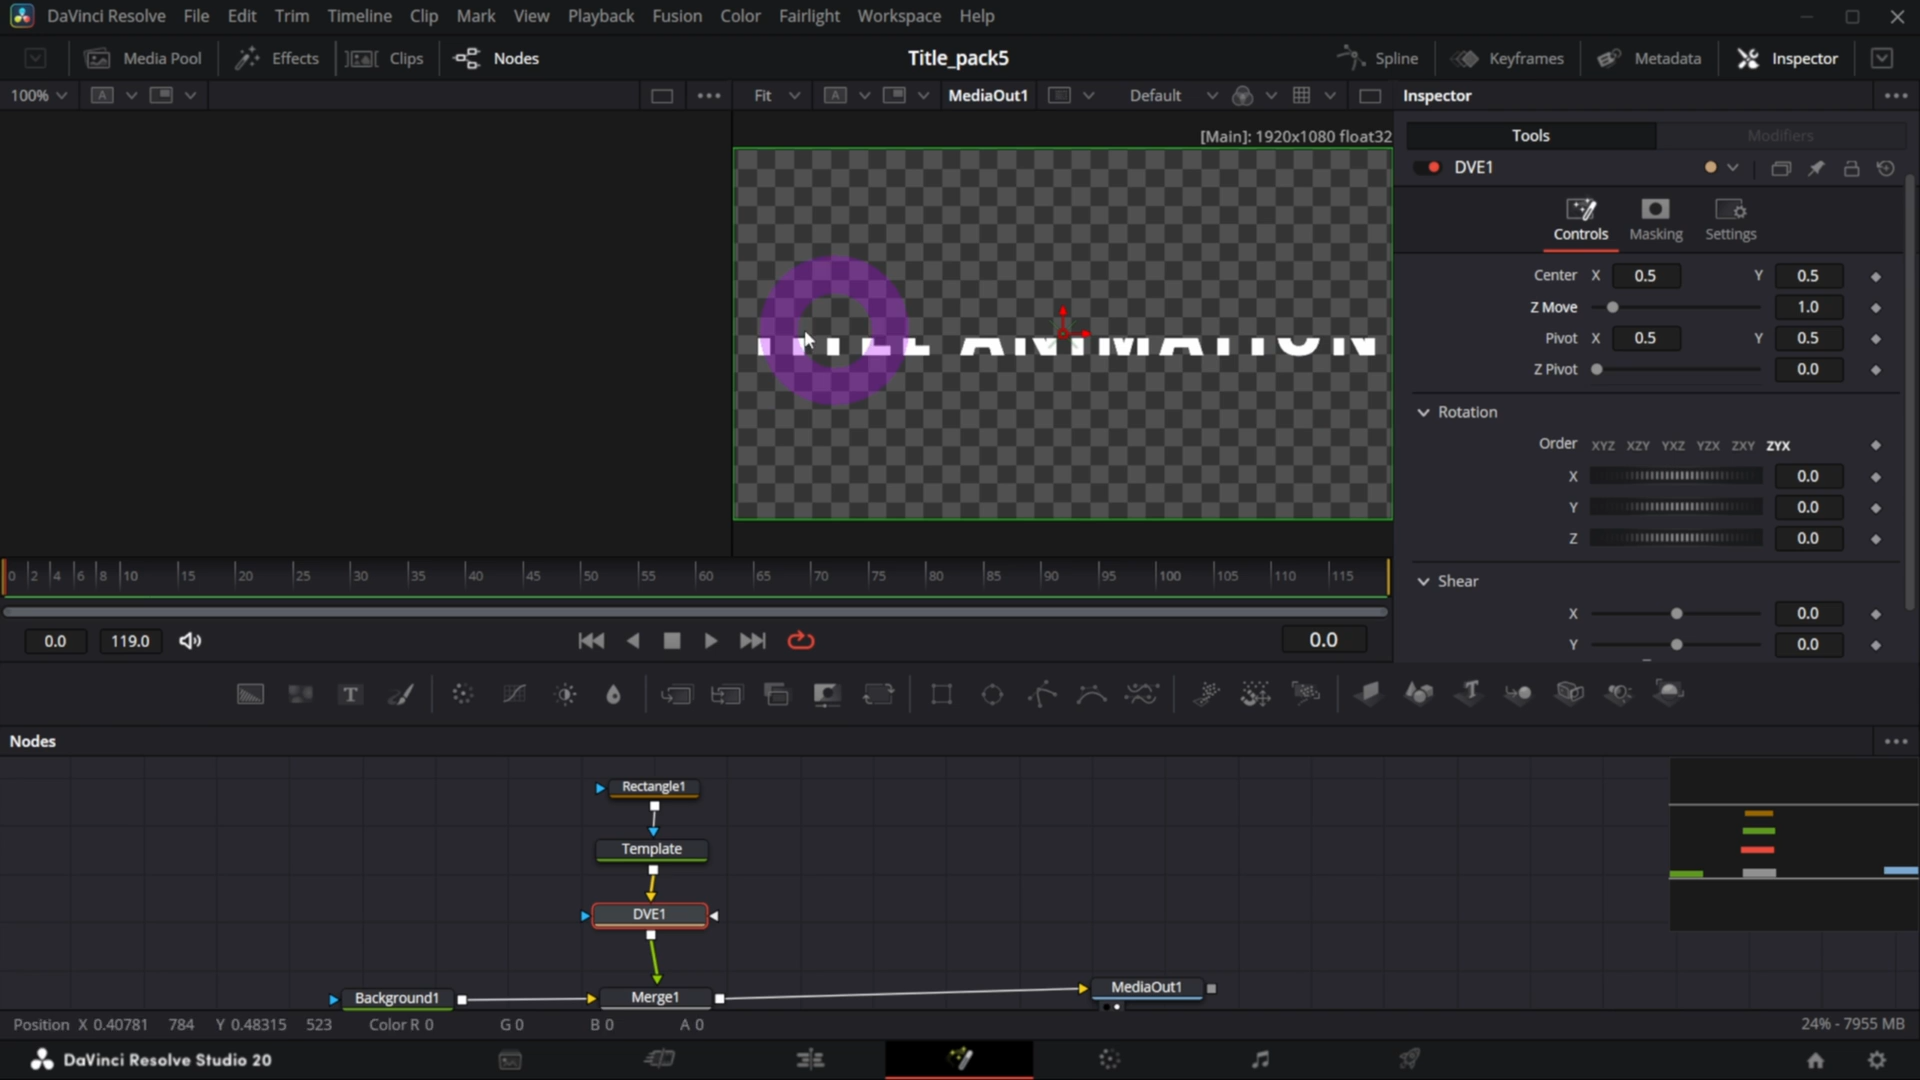 DaVinci Resolve File Edit Trim Timeline Clip Mark View Playback Fusion Color Fairlight Workspace Help
Media Pool Effects Clips Nodes Title_pack5 Spline Keyframes Metadata Inspector
100% A Fit A MediaOut1 Default Inspector
[Main]: 1920x1080 float32
Tools Modifiers
DVE1
Controls Masking Settings
Center X 0.5 Y 0.5
Z Move 1.0
Pivot X 0.5 Y 0.5
Z Pivot 0.0
Rotation
Order XYZ XZY YXZ YZX ZXY ZYX
X 0.0
Y 0.0
Z 0.0
Shear
X 0.0
Y 0.0
TITLE ANIMATION
0 2 4 6 8 10 15 20 25 30 35 40 45 50 55 60 65 70 75 80 85 90 95 100 105 110 115
0.0 119.0 0.0
T T
Nodes
Rectangle1
Template
DVE1
Background1 Merge1 MediaOut1
Position X 0.40781 784 Y 0.48315 523 Color R 0 G 0 B 0 A 0 24% - 7955 MB
DaVinci Resolve Studio 20